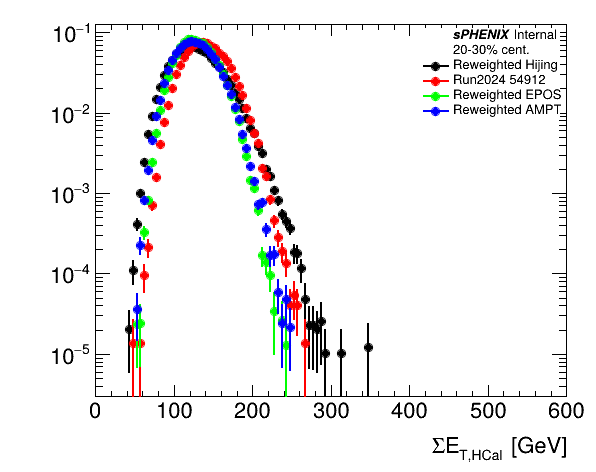 sPHENIX Internal
20-30% cent.
Reweighted Hijing
Run2024 54912
Reweighted EPOS
Reweighted AMPT
10⁻¹
10⁻²
10⁻³
10⁻⁴
10⁻⁵
0 100 200 300 400 500 600
ΣE_T,HCal [GeV]